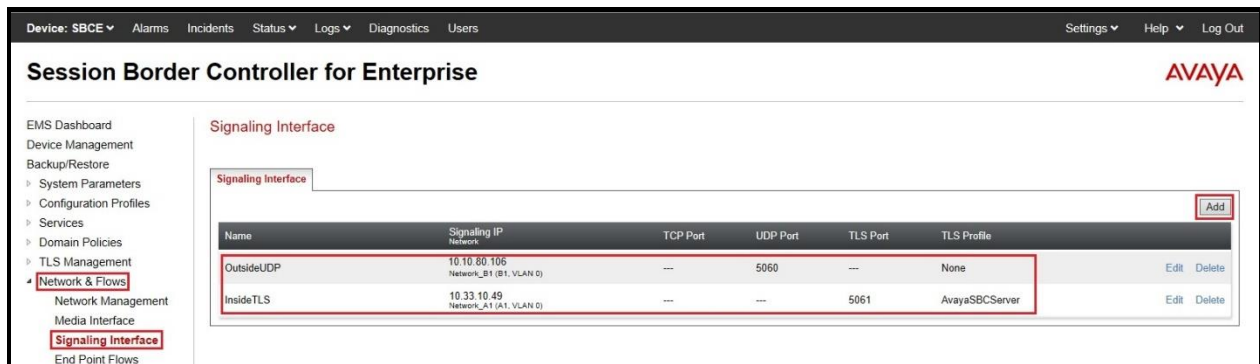 Device: SBCE Alarms Incidents Status Logs Diagnostics Users Settings Help Log Out
Session Border Controller for Enterprise
AVAYA
EMS Dashboard
Device Management
Backup/Restore
System Parameters
Configuration Profiles
Services
Domain Policies
TLS Management
Network & Flows
Network Management
Media Interface
Signaling Interface
End Point Flows
Signaling Interface
Signaling Interface
Add
Name Signaling IP Network TCP Port UDP Port TLS Port TLS Profile
OutsideUDP 10.10.80.106 Network_B1 (B1, VLAN 0) --- 5060 --- None Edit Delete
InsideTLS 10.33.10.49 Network_A1 (A1, VLAN 0) --- --- 5061 AvayaSBCServer Edit Delete